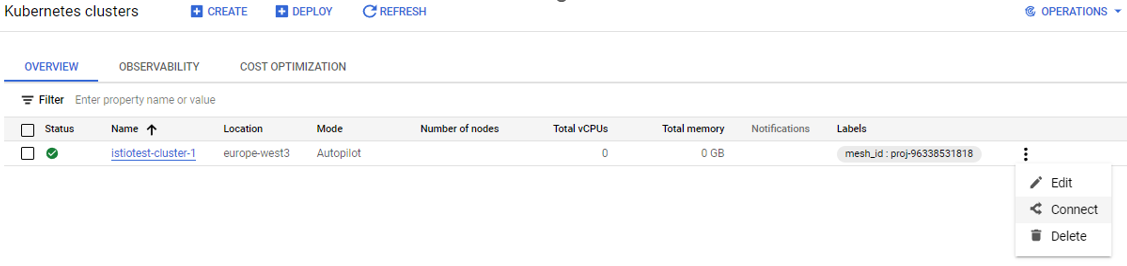 Kubernetes clusters CREATE DEPLOY REFRESH OPERATIONS
OVERVIEW OBSERVABILITY COST OPTIMIZATION
Filter Enter property name or value
Status Name Location Mode Number of nodes Total vCPUs Total memory Notifications Labels
istiotest-cluster-1 europe-west3 Autopilot 0 0 GB mesh_id : proj-96338531818
Edit
Connect
Delete